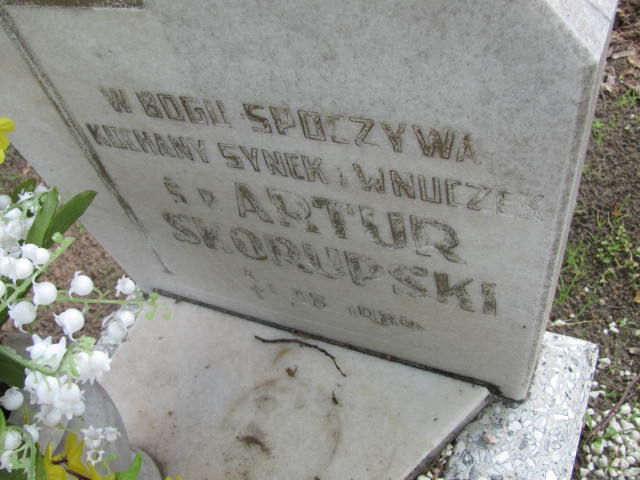 W BOGU SPOCZYWA
KOCHANY SYNEK I WNUCZEK
Ś P. ARTUR
SKORUPSKI